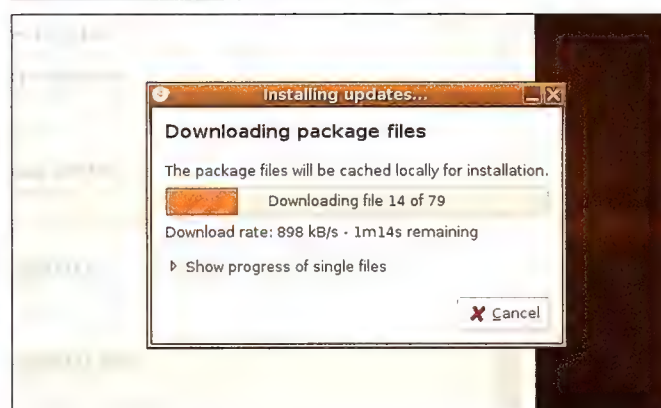 Installing updates...
Downloading package files
The package files will be cached locally for installation.
Downloading file 14 of 79
Download rate: 898 kB/s - 1m14s remaining
Show progress of single files
Cancel